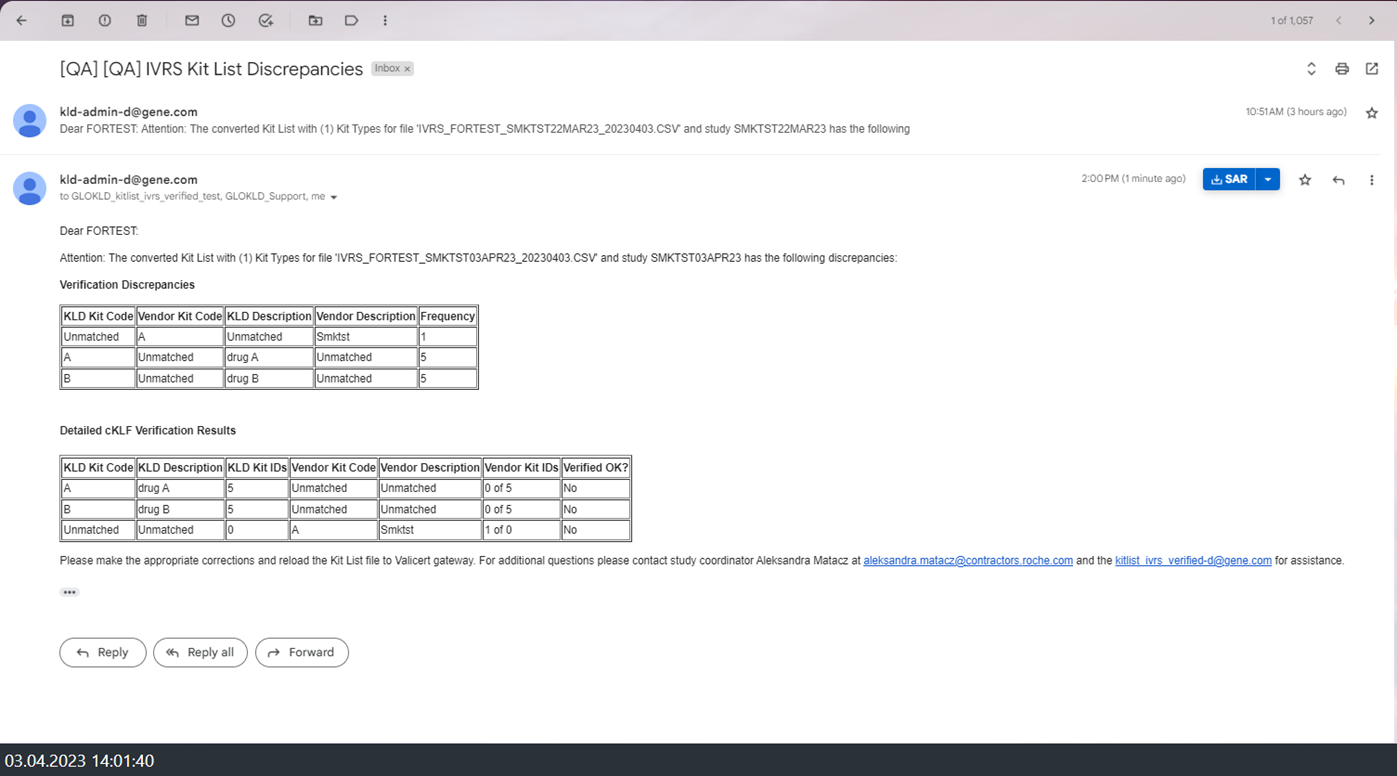 1 of 1,057
[QA] [QA] IVRS Kit List Discrepancies Inbox ×
kld-admin-d@gene.com 10:51 AM (3 hours ago)
Dear FORTEST: Attention: The converted Kit List with (1) Kit Types for file 'IVRS_FORTEST_SMKTST22MAR23_20230403.CSV' and study SMKTST22MAR23 has the following
kld-admin-d@gene.com 2:00 PM (1 minute ago) SAR
to GLOKLD_kitlist_ivrs_verified_test, GLOKLD_Support, me
Dear FORTEST:
Attention: The converted Kit List with (1) Kit Types for file 'IVRS_FORTEST_SMKTST03APR23_20230403.CSV' and study SMKTST03APR23 has the following discrepancies:
Verification Discrepancies
KLD Kit Code Vendor Kit Code KLD Description Vendor Description Frequency
Unmatched A Unmatched Smktst 1
A Unmatched drug A Unmatched 5
B Unmatched drug B Unmatched 5
Detailed cKLF Verification Results
KLD Kit Code KLD Description KLD Kit IDs Vendor Kit Code Vendor Description Vendor Kit IDs Verified OK?
A drug A 5 Unmatched Unmatched 0 of 5 No
B drug B 5 Unmatched Unmatched 0 of 5 No
Unmatched Unmatched 0 A Smktst 1 of 0 No
Please make the appropriate corrections and reload the Kit List file to Valicert gateway. For additional questions please contact study coordinator Aleksandra Matacz at aleksandra.matacz@contractors.roche.com and the kitlist_ivrs_verified-d@gene.com for assistance.
Reply Reply all Forward
03.04.2023 14:01:40